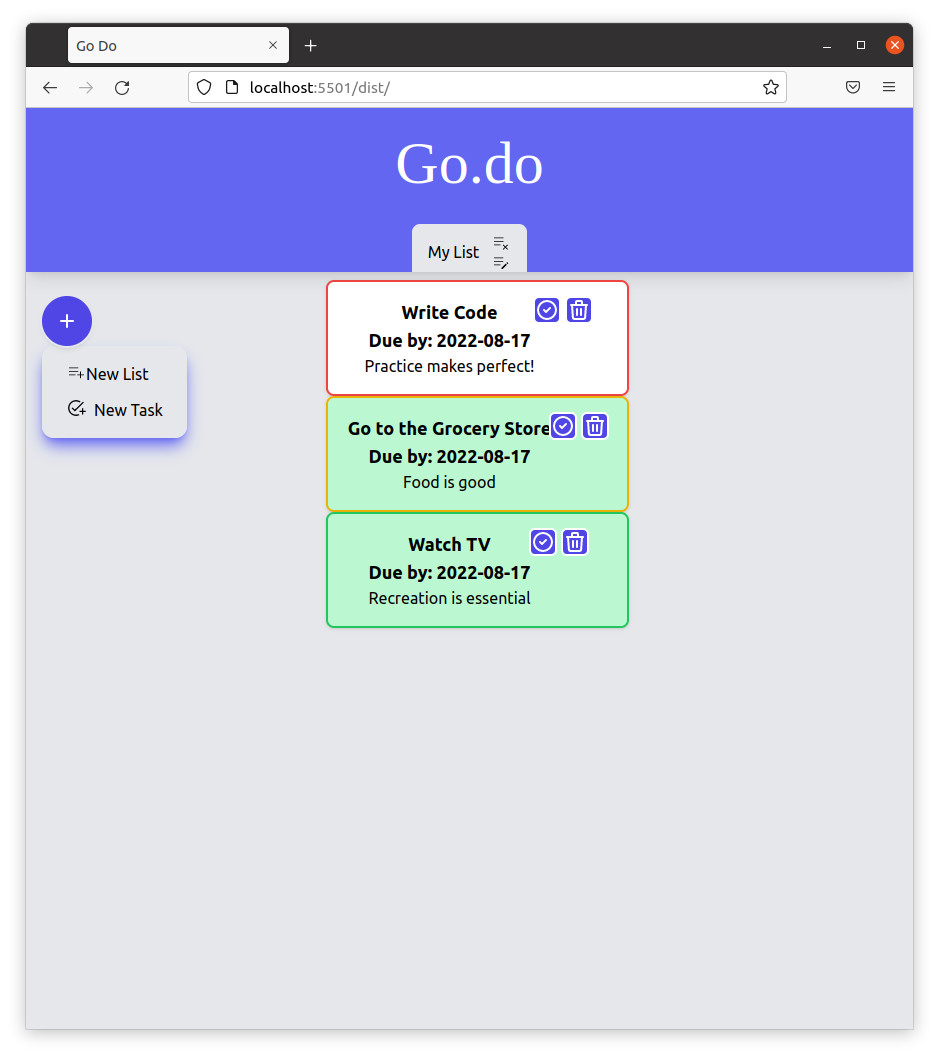 Go Do
localhost:5501/dist/
Go.do
My List
New List
New Task
Write Code
Due by: 2022-08-17
Practice makes perfect!
Go to the Grocery Store
Due by: 2022-08-17
Food is good
Watch TV
Due by: 2022-08-17
Recreation is essential